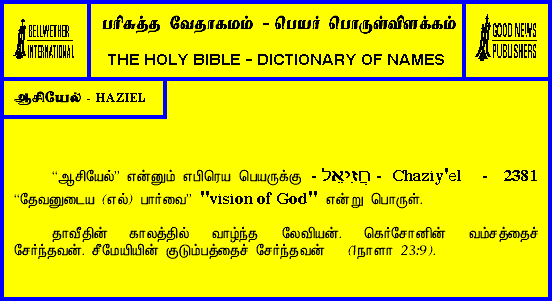 BELLWETHER
INTERNATIONAL
பரிசுத்த வேதாகமம் - பெயர் பொருள்விளக்கம்
THE HOLY BIBLE - DICTIONARY OF NAMES
GOOD NEWS
PUBLISHERS
ஆசியேல் - HAZIEL
“ஆசியேல்” என்னும் எபிரெய பெயருக்கு - חֲזִיאֵל - Chaziy'el - 2381
“தேவனுடைய (எல்) பார்வை” "vision of God" என்று பொருள்.
தாவீதின் காலத்தில் வாழ்ந்த லேவியன். கெர்சோனின் வம்சத்தைச்
சேர்ந்தவன். சீமேயியின் குடும்பத்தைச் சேர்ந்தவன் (1நாளா 23:9).